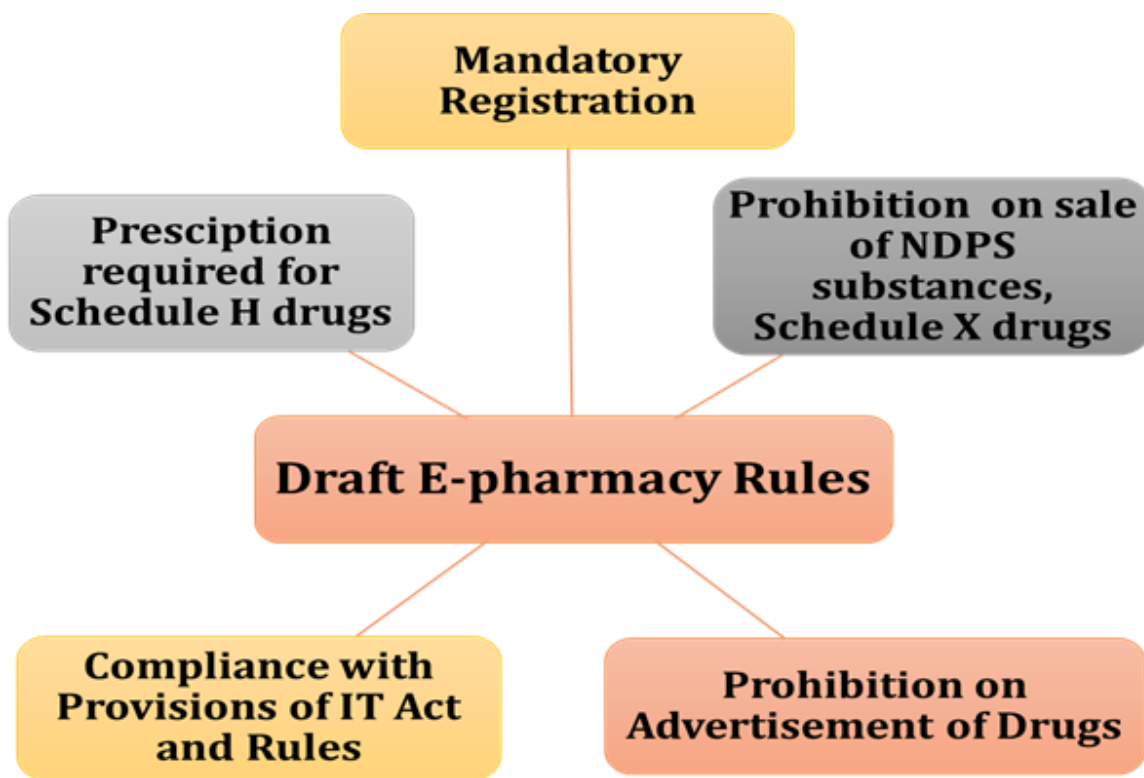 Mandatory
Registration
Presciption
required for
Schedule H drugs
Prohibition on sale
of NDPS
substances,
Schedule X drugs
Draft E-pharmacy Rules
Compliance with
Provisions of IT Act
and Rules
Prohibition on
Advertisement of Drugs